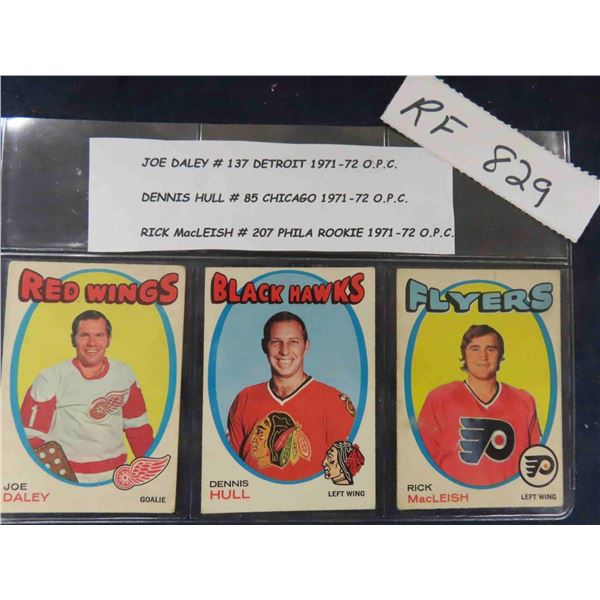 RF 829
JOE DALEY # 137 DETROIT 1971-72 O.P.C.
DENNIS HULL # 85 CHICAGO 1971-72 O.P.C.
RICK MacLEISH # 207 PHILA ROOKIE 1971-72 O.P.C.
RED WINGS
JOE
DALEY
GOALIE
BLACK HAWKS
DENNIS
HULL
LEFT WING
FLYERS
RICK
MacLEISH
LEFT WING